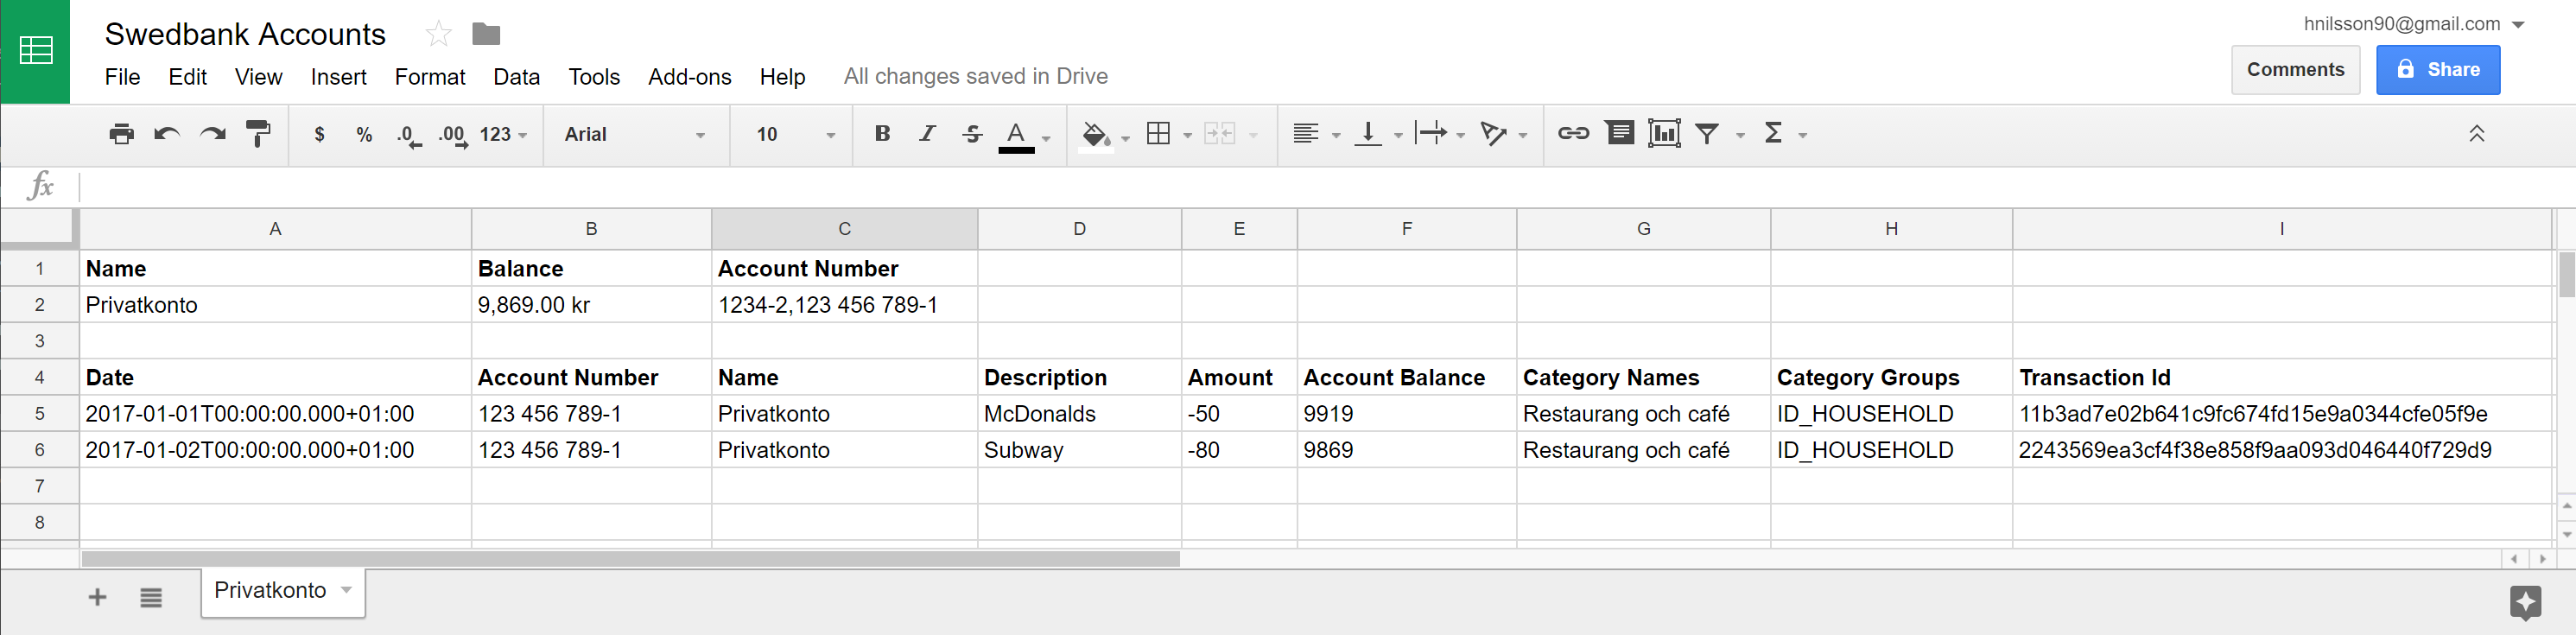 Swedbank Accounts
hnilsson90@gmail.com
File Edit View Insert Format Data Tools Add-ons Help All changes saved in Drive
Comments Share
$ % .0 .00 123 Arial 10 B I S A Σ
fx
A B C D E F G H I
1 Name Balance Account Number
2 Privatkonto 9,869.00 kr 1234-2,123 456 789-1
3
4 Date Account Number Name Description Amount Account Balance Category Names Category Groups Transaction Id
5 2017-01-01T00:00:00.000+01:00 123 456 789-1 Privatkonto McDonalds -50 9919 Restaurang och café ID_HOUSEHOLD 11b3ad7e02b641c9fc674fd15e9a0344cfe05f9e
6 2017-01-02T00:00:00.000+01:00 123 456 789-1 Privatkonto Subway -80 9869 Restaurang och café ID_HOUSEHOLD 2243569ea3cf4f38e858f9aa093d046440f729d9
7
8
Privatkonto